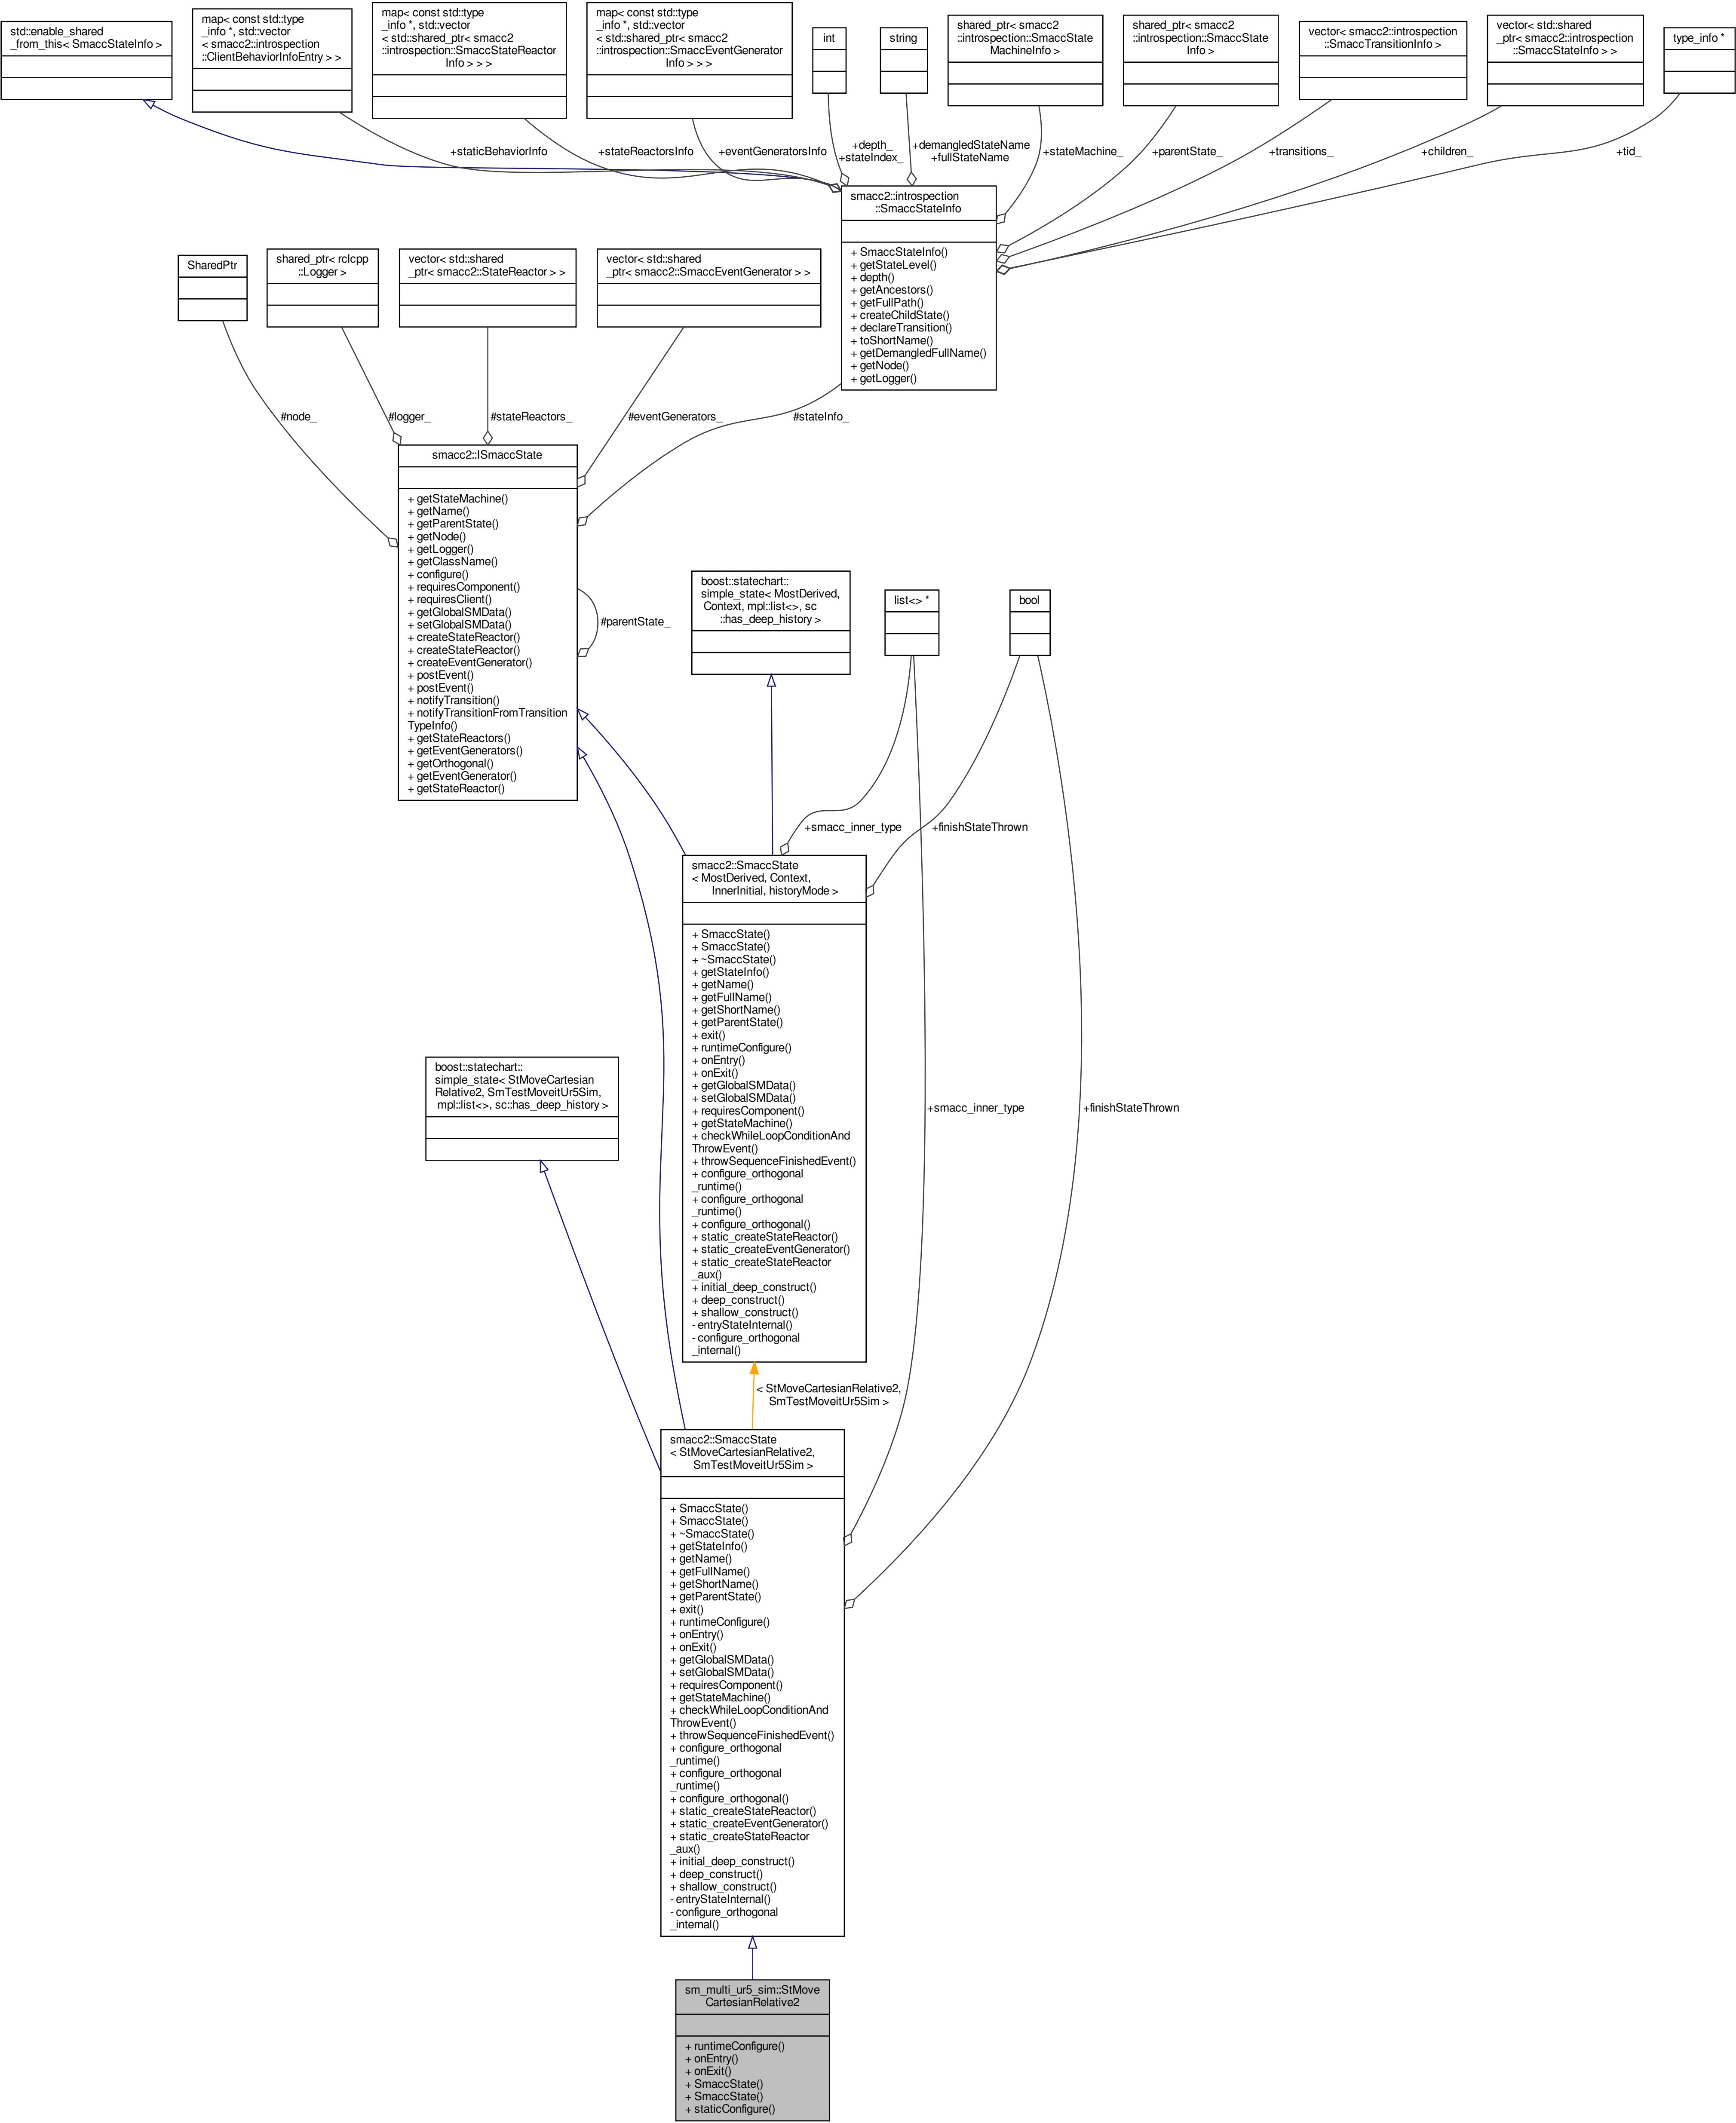 std::enable_shared
_from_this< SmaccStateInfo >
map< const std::type
_info *, std::vector
< smacc2::introspection
::ClientBehaviorInfoEntry > >
map< const std::type
_info *, std::vector
< std::shared_ptr< smacc2
::introspection::SmaccStateReactor
Info > > >
map< const std::type
_info *, std::vector
< std::shared_ptr< smacc2
::introspection::SmaccEventGenerator
Info > > >
int
string
shared_ptr< smacc2
::introspection::SmaccState
MachineInfo >
shared_ptr< smacc2
::introspection::SmaccState
Info >
vector< smacc2::introspection
::SmaccTransitionInfo >
vector< std::shared
_ptr< smacc2::introspection
::SmaccStateInfo > >
type_info *
+staticBehaviorInfo
+stateReactorsInfo
+eventGeneratorsInfo
+depth_
+stateIndex_
+demangledStateName
+fullStateName
+stateMachine_
+parentState_
+transitions_
+children_
+tid_
smacc2::introspection
::SmaccStateInfo
+ SmaccStateInfo()
+ getStateLevel()
+ depth()
+ getAncestors()
+ getFullPath()
+ createChildState()
+ declareTransition()
+ toShortName()
+ getDemangledFullName()
+ getNode()
+ getLogger()
SharedPtr
shared_ptr< rclcpp
::Logger >
vector< std::shared
_ptr< smacc2::StateReactor > >
vector< std::shared
_ptr< smacc2::SmaccEventGenerator > >
#node_
#logger_
#stateReactors_
#eventGenerators_
#stateInfo_
smacc2::ISmaccState
+ getStateMachine()
+ getName()
+ getParentState()
+ getNode()
+ getLogger()
+ getClassName()
+ configure()
+ requiresComponent()
+ requiresClient()
+ getGlobalSMData()
+ setGlobalSMData()
+ createStateReactor()
+ createStateReactor()
+ createEventGenerator()
+ postEvent()
+ postEvent()
+ notifyTransition()
+ notifyTransitionFromTransition
TypeInfo()
+ getStateReactors()
+ getEventGenerators()
+ getOrthogonal()
+ getEventGenerator()
+ getStateReactor()
#parentState_
boost::statechart::
simple_state< MostDerived,
Context, mpl::list<>, sc
::has_deep_history >
list<> *
bool
+smacc_inner_type
+finishStateThrown
smacc2::SmaccState
< MostDerived, Context,
InnerInitial, historyMode >
+ SmaccState()
+ SmaccState()
+ ~SmaccState()
+ getStateInfo()
+ getName()
+ getFullName()
+ getShortName()
+ getParentState()
+ exit()
+ runtimeConfigure()
+ onEntry()
+ onExit()
+ getGlobalSMData()
+ setGlobalSMData()
+ requiresComponent()
+ getStateMachine()
+ checkWhileLoopConditionAnd
ThrowEvent()
+ throwSequenceFinishedEvent()
+ configure_orthogonal
_runtime()
+ configure_orthogonal
_runtime()
+ configure_orthogonal()
+ static_createStateReactor()
+ static_createEventGenerator()
+ static_createStateReactor
_aux()
+ initial_deep_construct()
+ deep_construct()
+ shallow_construct()
- entryStateInternal()
- configure_orthogonal
_internal()
boost::statechart::
simple_state< StMoveCartesian
Relative2, SmTestMoveitUr5Sim,
mpl::list<>, sc::has_deep_history >
+smacc_inner_type
+finishStateThrown
< StMoveCartesianRelative2,
SmTestMoveitUr5Sim >
smacc2::SmaccState
< StMoveCartesianRelative2,
SmTestMoveitUr5Sim >
+ SmaccState()
+ SmaccState()
+ ~SmaccState()
+ getStateInfo()
+ getName()
+ getFullName()
+ getShortName()
+ getParentState()
+ exit()
+ runtimeConfigure()
+ onEntry()
+ onExit()
+ getGlobalSMData()
+ setGlobalSMData()
+ requiresComponent()
+ getStateMachine()
+ checkWhileLoopConditionAnd
ThrowEvent()
+ throwSequenceFinishedEvent()
+ configure_orthogonal
_runtime()
+ configure_orthogonal
_runtime()
+ configure_orthogonal()
+ static_createStateReactor()
+ static_createEventGenerator()
+ static_createStateReactor
_aux()
+ initial_deep_construct()
+ deep_construct()
+ shallow_construct()
- entryStateInternal()
- configure_orthogonal
_internal()
sm_multi_ur5_sim::StMove
CartesianRelative2
+ runtimeConfigure()
+ onEntry()
+ onExit()
+ SmaccState()
+ SmaccState()
+ staticConfigure()